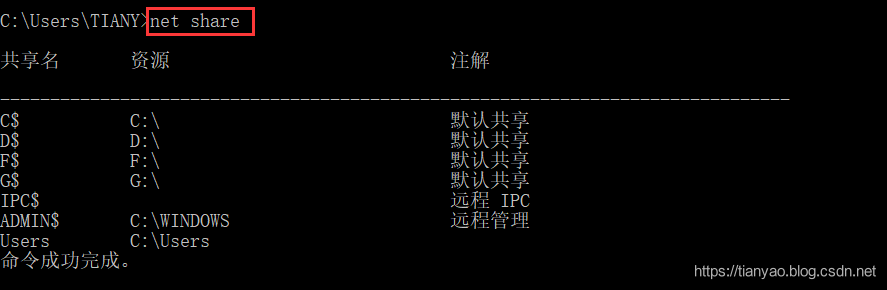 C:\Users\TIANY>net share
共享名 资源 注解
-------------------------------------------------------------------------------
C$ C:\ 默认共享
D$ D:\ 默认共享
F$ F:\ 默认共享
G$ G:\ 默认共享
IPC$ 远程 IPC
ADMIN$ C:\WINDOWS 远程管理
Users C:\Users
命令成功完成。
https://tianyao.blog.csdn.net